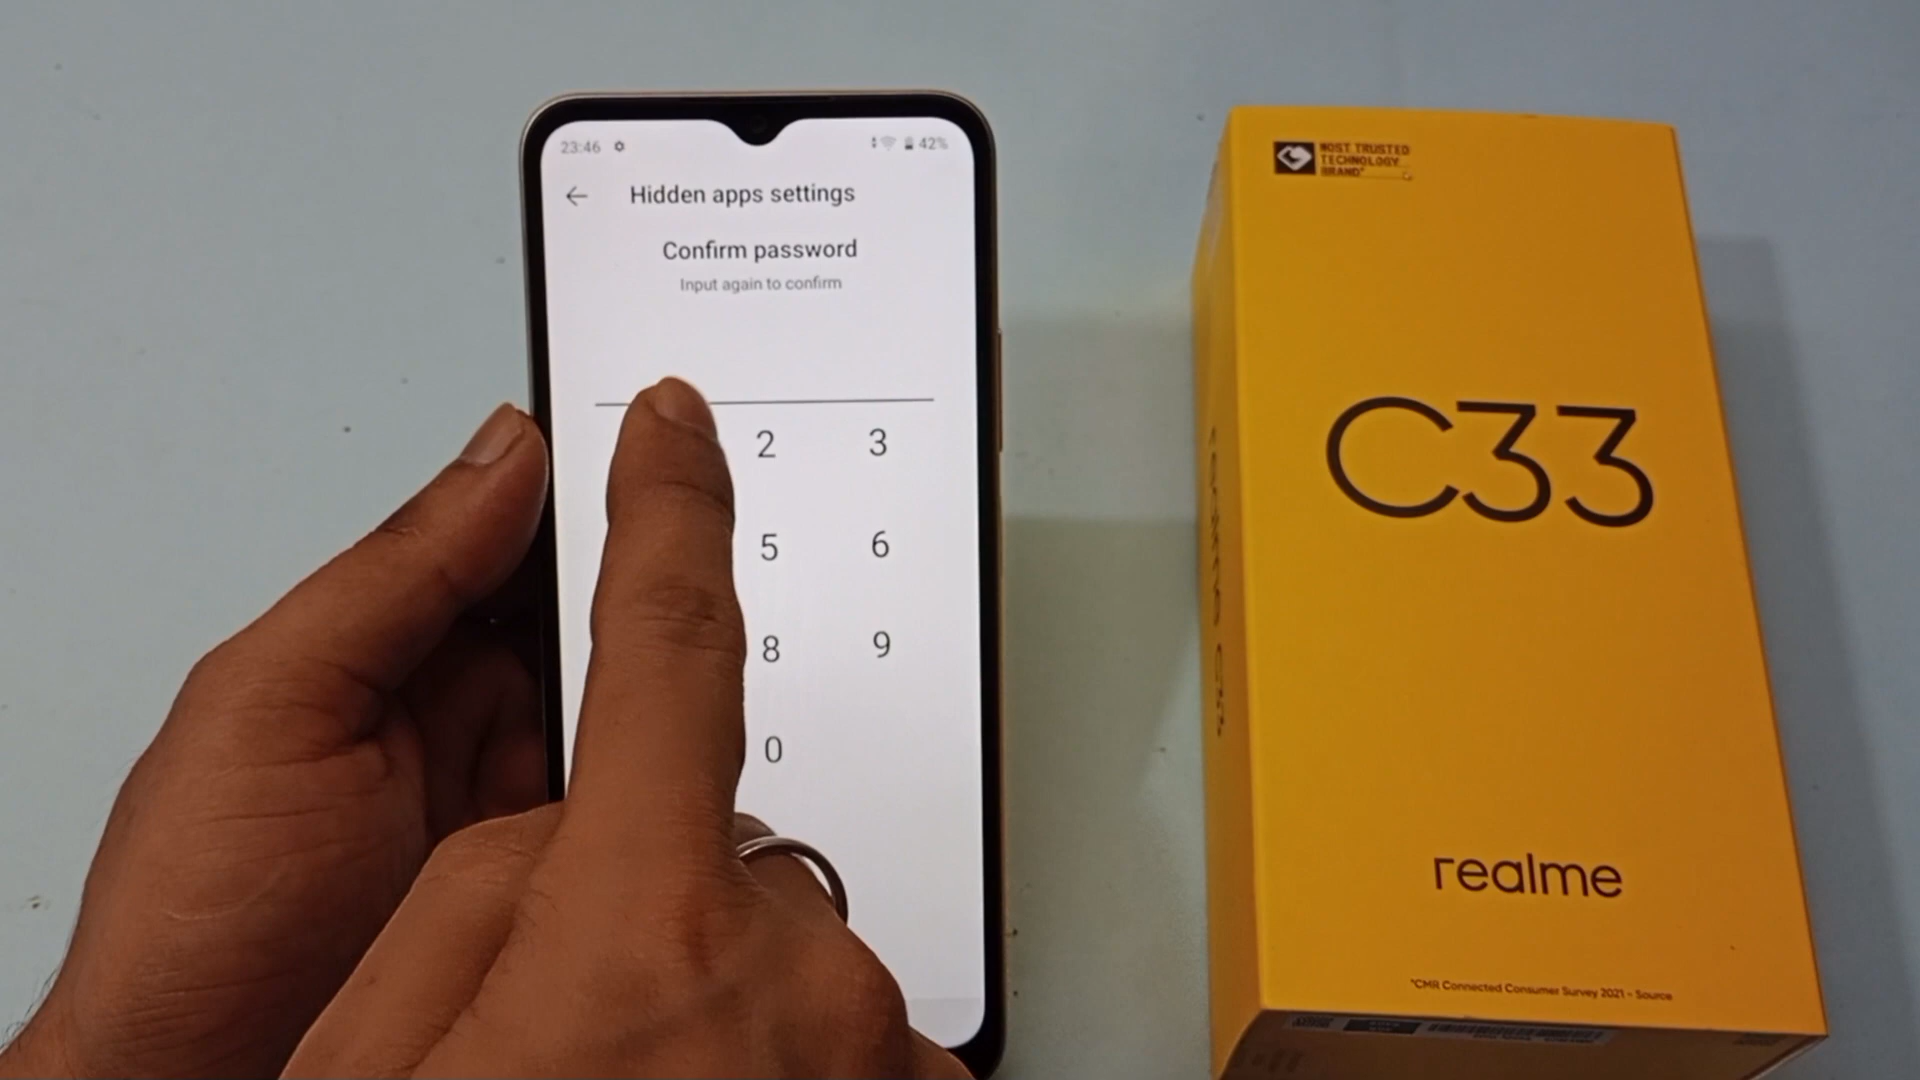 23:46
42%
Hidden apps settings
Confirm password
Input again to confirm
2 3
5 6
8 9
0
MOST TRUSTED
TECHNOLOGY
BRAND*
C33
realme
*CMR Connected Consumer Survey 2021 - Source